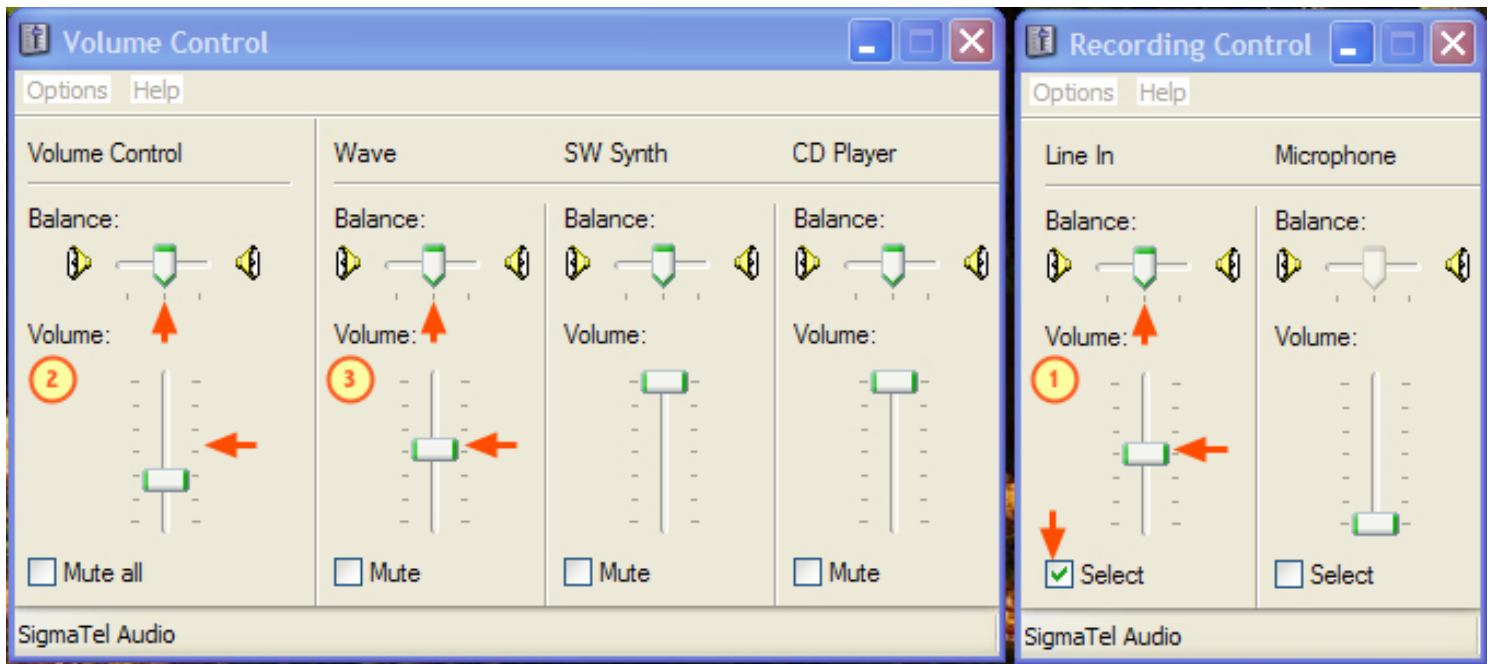 Volume Control
Options Help
Volume Control
Wave
SW Synth
CD Player
Balance:
Balance:
Balance:
Balance:
Volume:
Volume:
Volume:
Volume:
2
3
Mute all
Mute
Mute
Mute
SigmaTel Audio
Recording Control
Options Help
Line In
Microphone
Balance:
Balance:
Volume:
Volume:
1
Select
Select
SigmaTel Audio